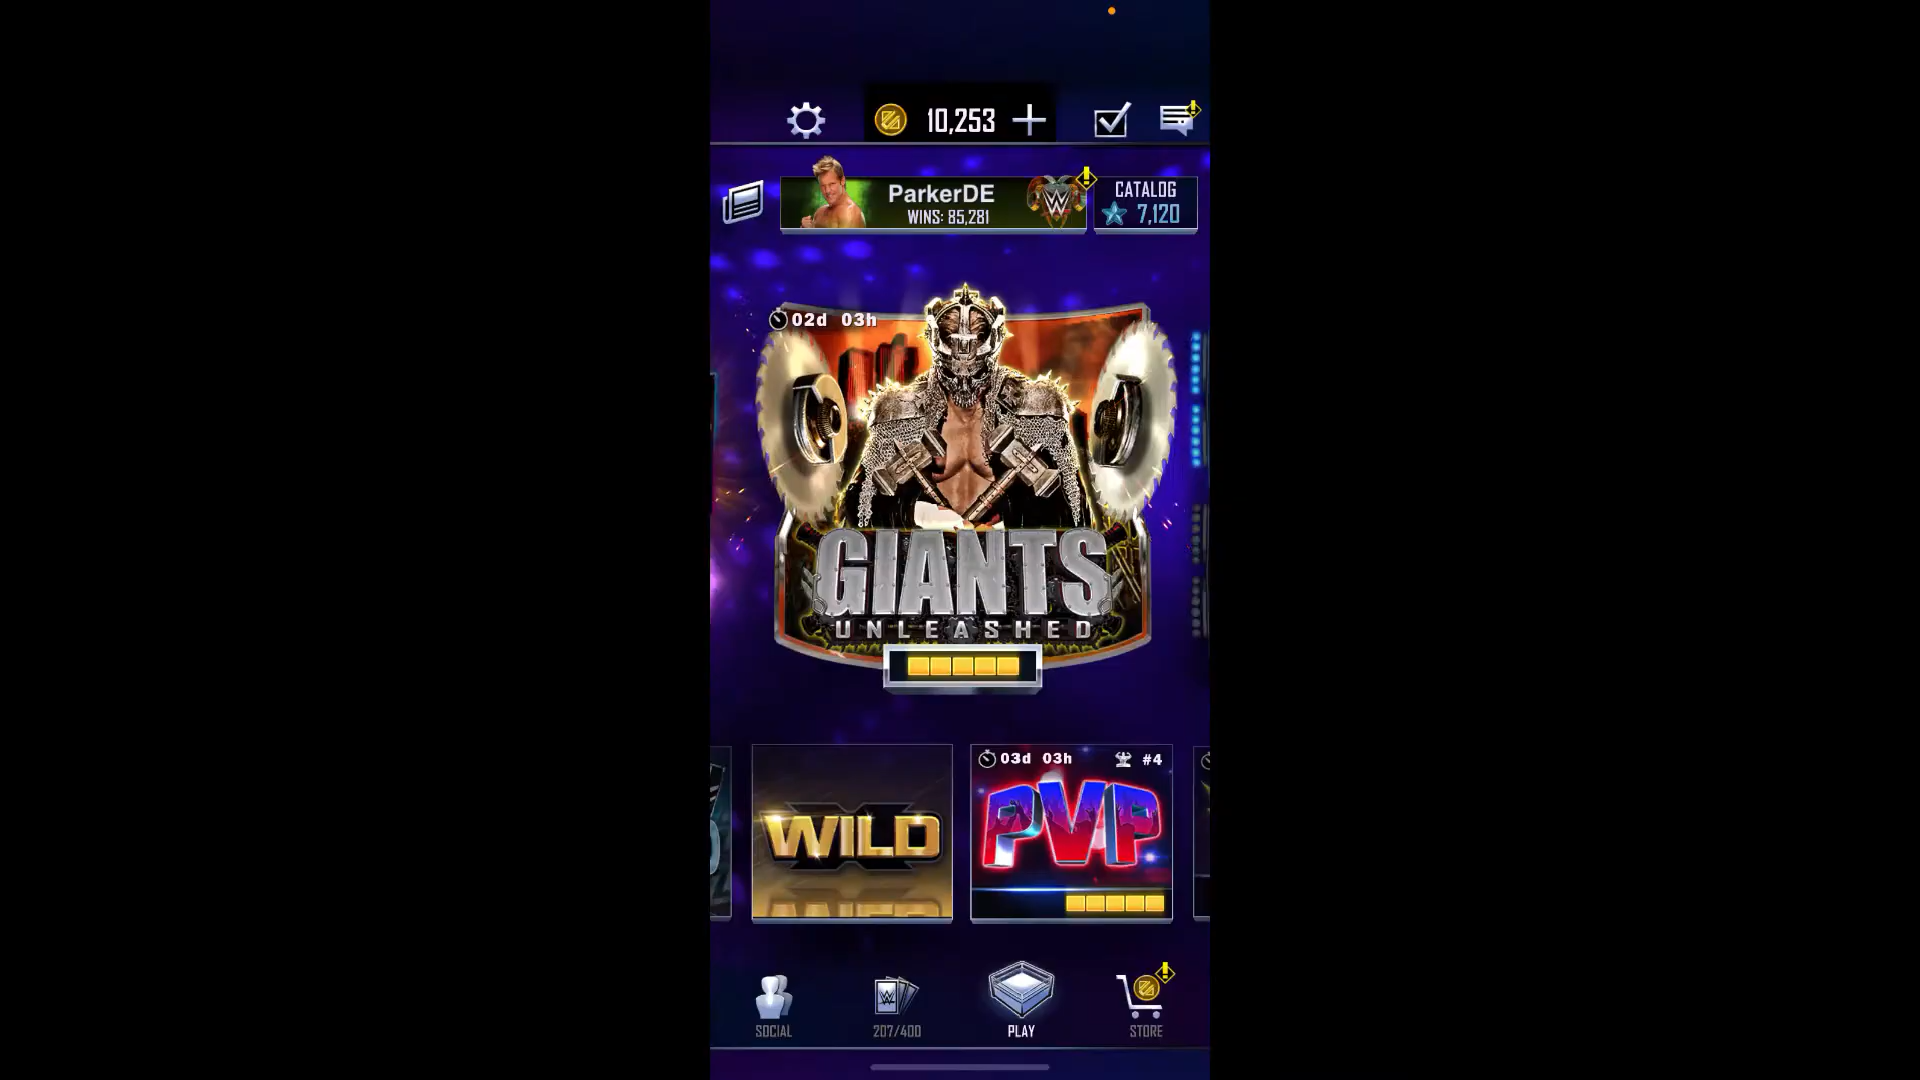 10,253
ParkerDE
WINS: 85,281
CATALOG
7,120
02d 03h
GIANTS
UNLEASHED
WILD
03d 03h
#4
PVP
SOCIAL
207/400
PLAY
STORE